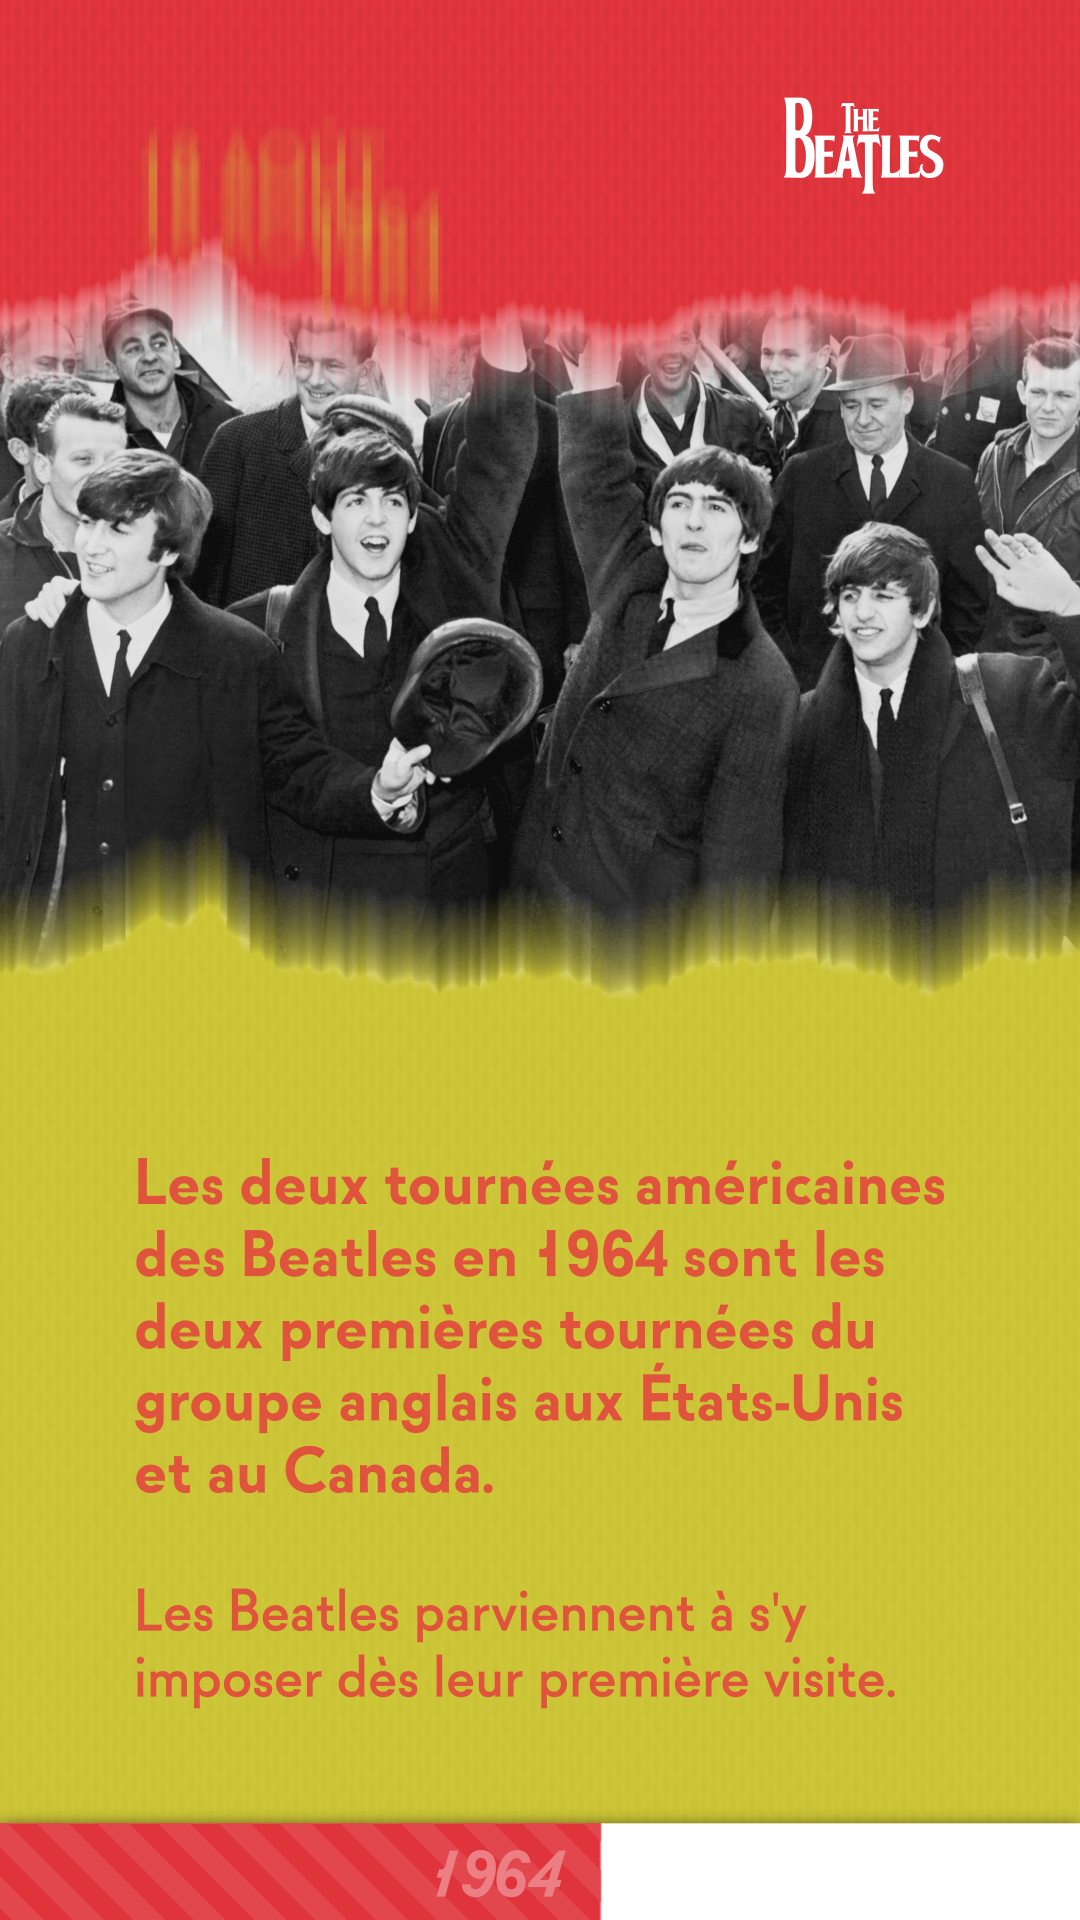 THE
BEATLES
Les deux tournées américaines
des Beatles en 1964 sont les
deux premières tournées du
groupe anglais aux États-Unis
et au Canada.
Les Beatles parviennent à s'y
imposer dès leur première visite.
1964